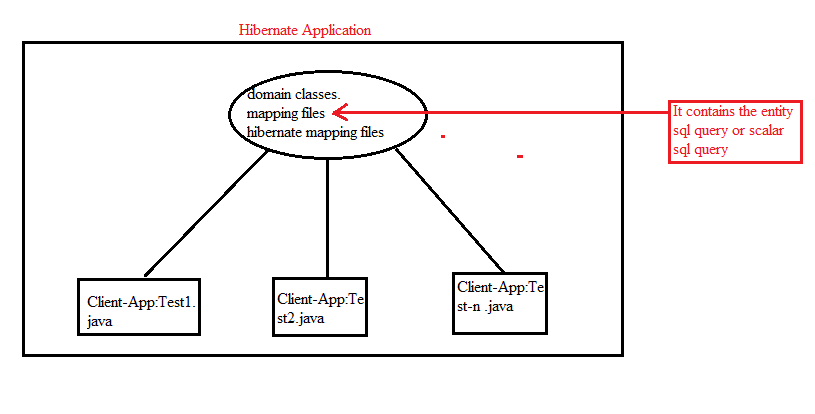 Hibernate Application
domain classes.
mapping files
hibernate mapping files
It contains the entity
sql query or scalar
sql query
Client-App:Test1.
java
Client-App:Te
st2.java
Client-App:Te
st-n .java